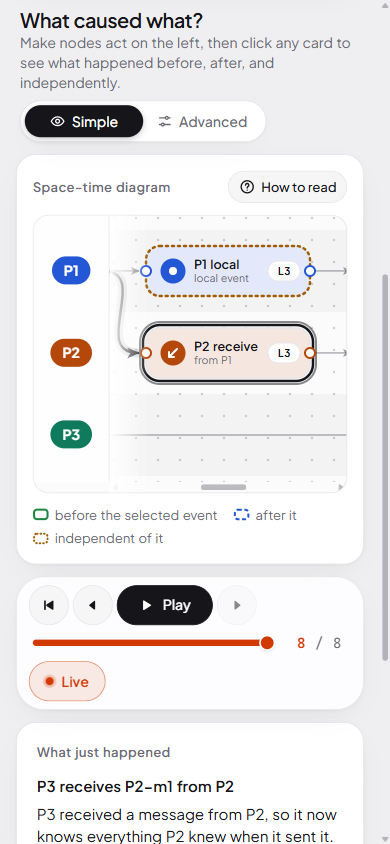 What caused what?
Make nodes act on the left, then click any card to
see what happened before, after, and
independently.
Simple
Advanced
Space-time diagram
How to read
P1
P1 local
local event
L3
P2
P2 receive
from P1
L3
P3
before the selected event
after it
independent of it
Play
8 / 8
Live
What just happened
P3 receives P2–m1 from P2
P3 received a message from P2, so it now
knows everything P2 knew when it sent it.